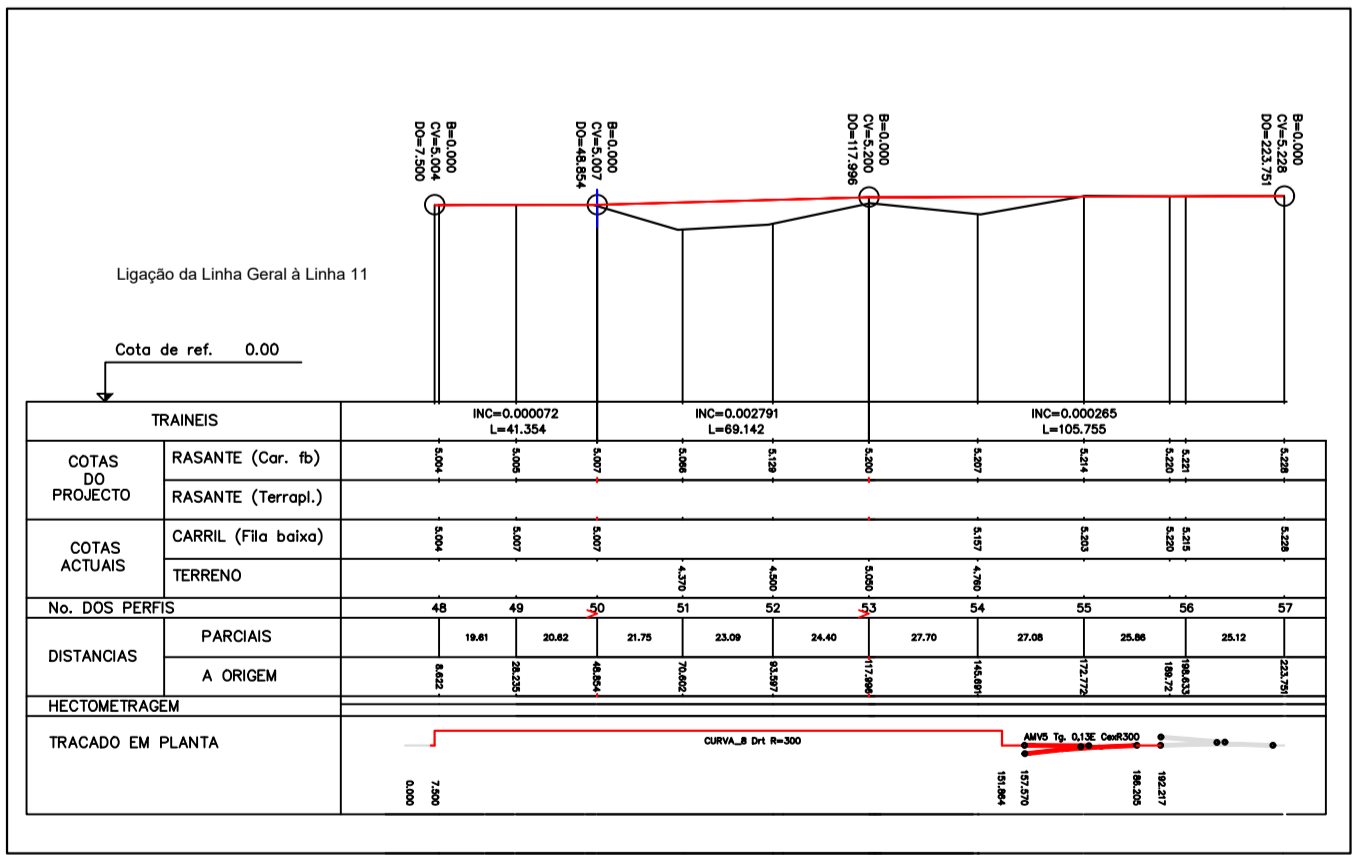 B=0.000
CV=5.004
DO=7.500
B=0.000
CV=5.007
DO=48.854
B=0.000
CV=5.200
DO=117.996
B=0.000
CV=5.228
DO=223.751
Ligação da Linha Geral à Linha 11
Cota de ref. 0.00
TRAINEIS
INC=0.000072
L=41.354
INC=0.002791
L=69.142
INC=0.000265
L=105.755
COTAS
DO
PROJECTO
RASANTE (Car. fb)
5.004 5.005 5.007 5.066 5.129 5.200 5.207 5.214 5.220 5.221 5.228
RASANTE (Terrapl.)
COTAS
ACTUAIS
CARRIL (Fila baixa)
5.004 5.007 5.007 5.157 5.203 5.220 5.215 5.228
TERRENO
4.370 4.500 5.050 4.760
No. DOS PERFIS
48 49 50 51 52 53 54 55 56 57
DISTANCIAS
PARCIAIS
19.61 20.62 21.75 23.09 24.40 27.70 27.08 25.86 25.12
A ORIGEM
8.622 28.235 48.854 70.602 93.597 117.996 145.691 172.772 189.72 198.633 223.751
HECTOMETRAGEM
TRACADO EM PLANTA
CURVA_8 Drt R=300
AMV5 Tg. 0,13E CexR300
0.000 7.500 151.864 157.570 186.205 192.217